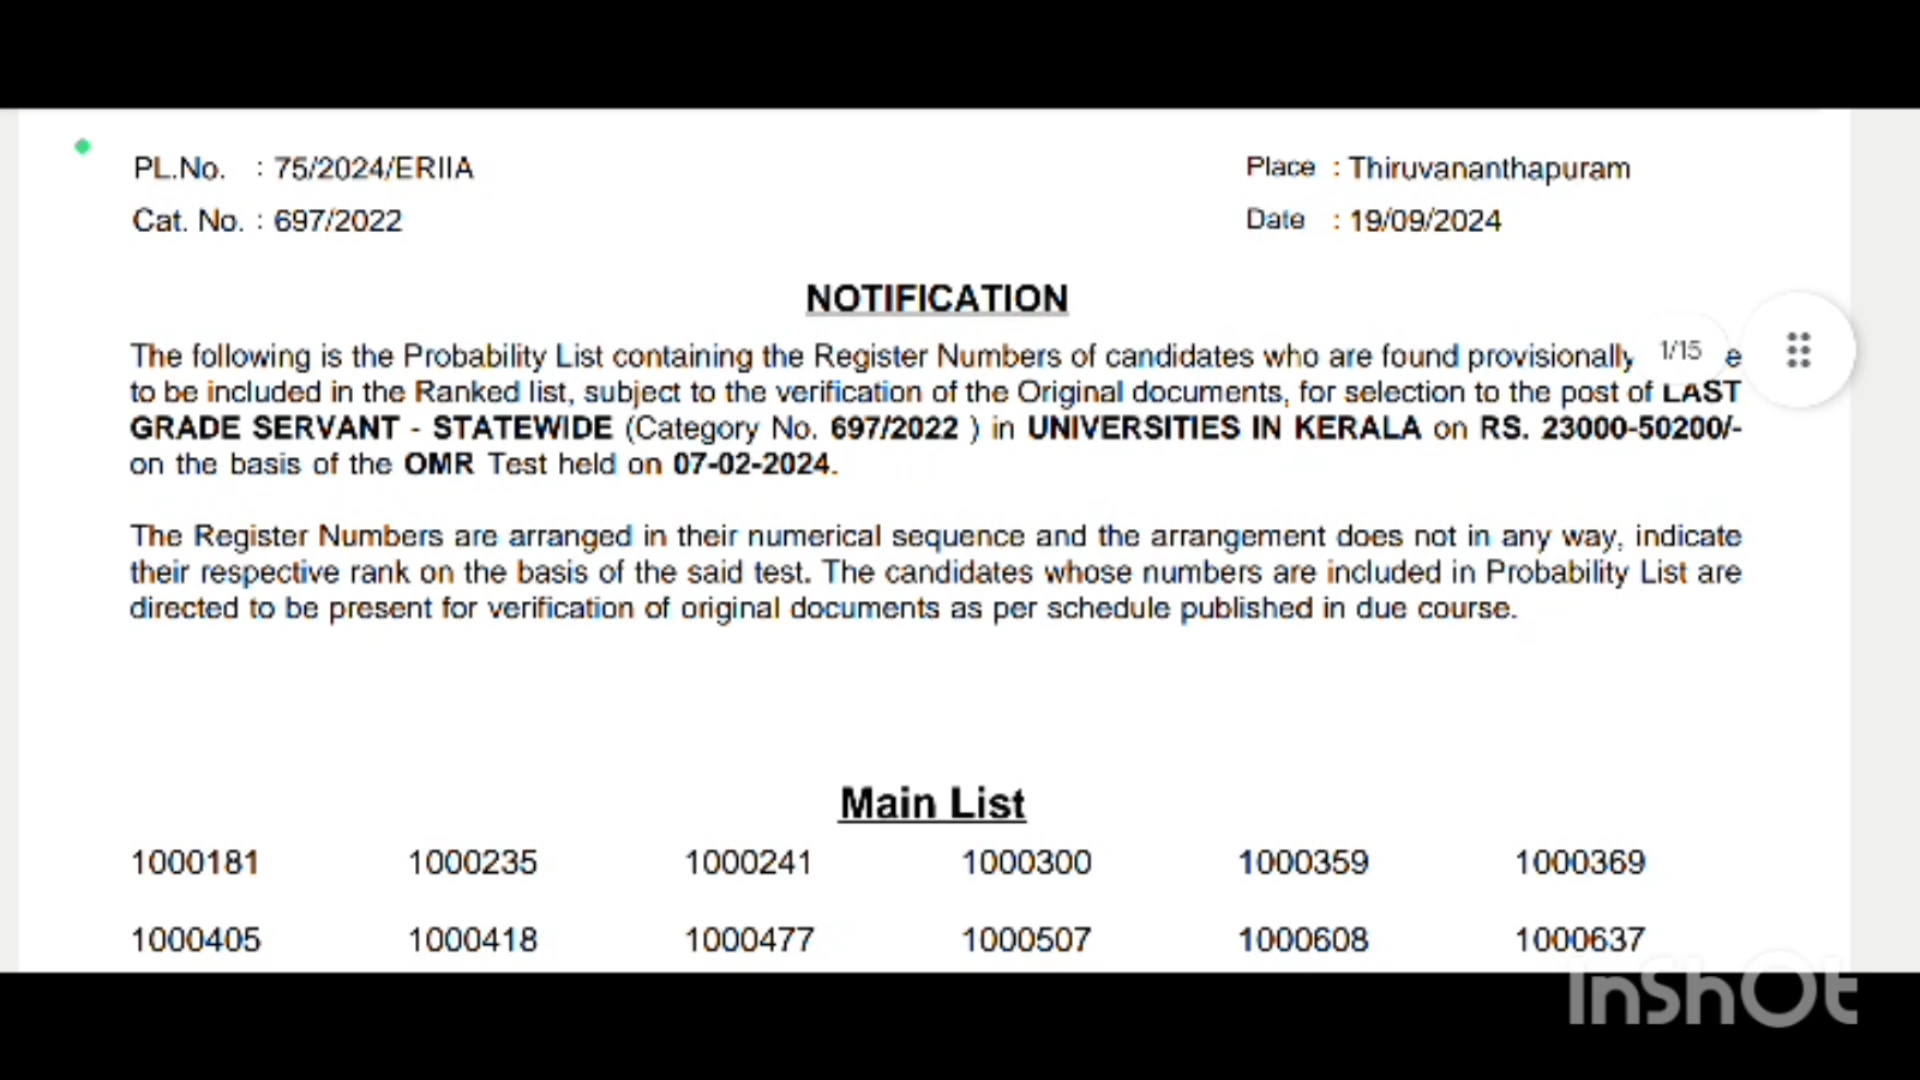 PL.No. : 75/2024/ERIIA
Place : Thiruvananthapuram
Cat. No. : 697/2022
Date : 19/09/2024
NOTIFICATION
The following is the Probability List containing the Register Numbers of candidates who are found provisionally
1/15
to be included in the Ranked list, subject to the verification of the Original documents, for selection to the post of LAST
GRADE SERVANT - STATEWIDE (Category No. 697/2022 ) in UNIVERSITIES IN KERALA on RS. 23000-50200/-
on the basis of the OMR Test held on 07-02-2024.
The Register Numbers are arranged in their numerical sequence and the arrangement does not in any way, indicate
their respective rank on the basis of the said test. The candidates whose numbers are included in Probability List are
directed to be present for verification of original documents as per schedule published in due course.
Main List
1000181 1000235 1000241 1000300 1000359 1000369
1000405 1000418 1000477 1000507 1000608 1000637
InShOt